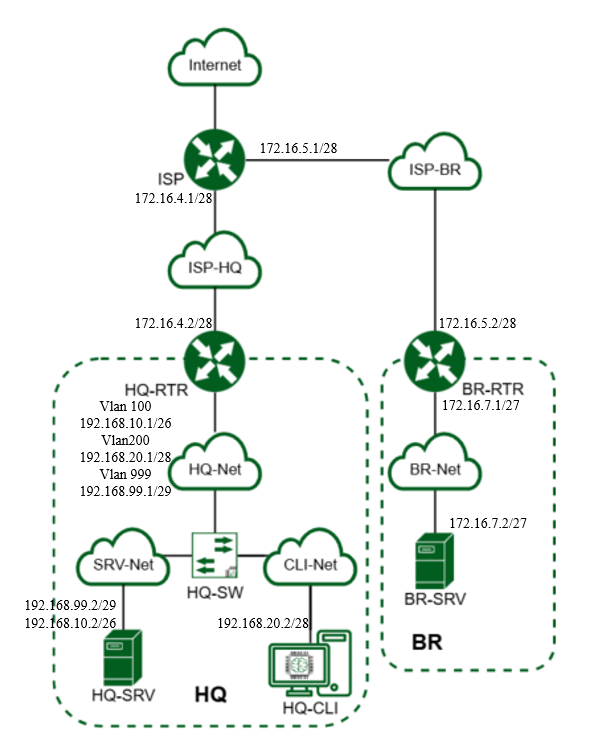 Internet
172.16.5.1/28
ISP
ISP-BR
172.16.4.1/28
ISP-HQ
172.16.4.2/28
172.16.5.2/28
HQ-RTR
BR-RTR
Vlan 100
192.168.10.1/26
Vlan200
192.168.20.1/28
Vlan 999
192.168.99.1/29
172.16.7.1/27
HQ-Net
BR-Net
172.16.7.2/27
SRV-Net
CLI-Net
HQ-SW
BR-SRV
192.168.99.2/29
192.168.10.2/26
192.168.20.2/28
BR
HQ-SRV
HQ
HQ-CLI